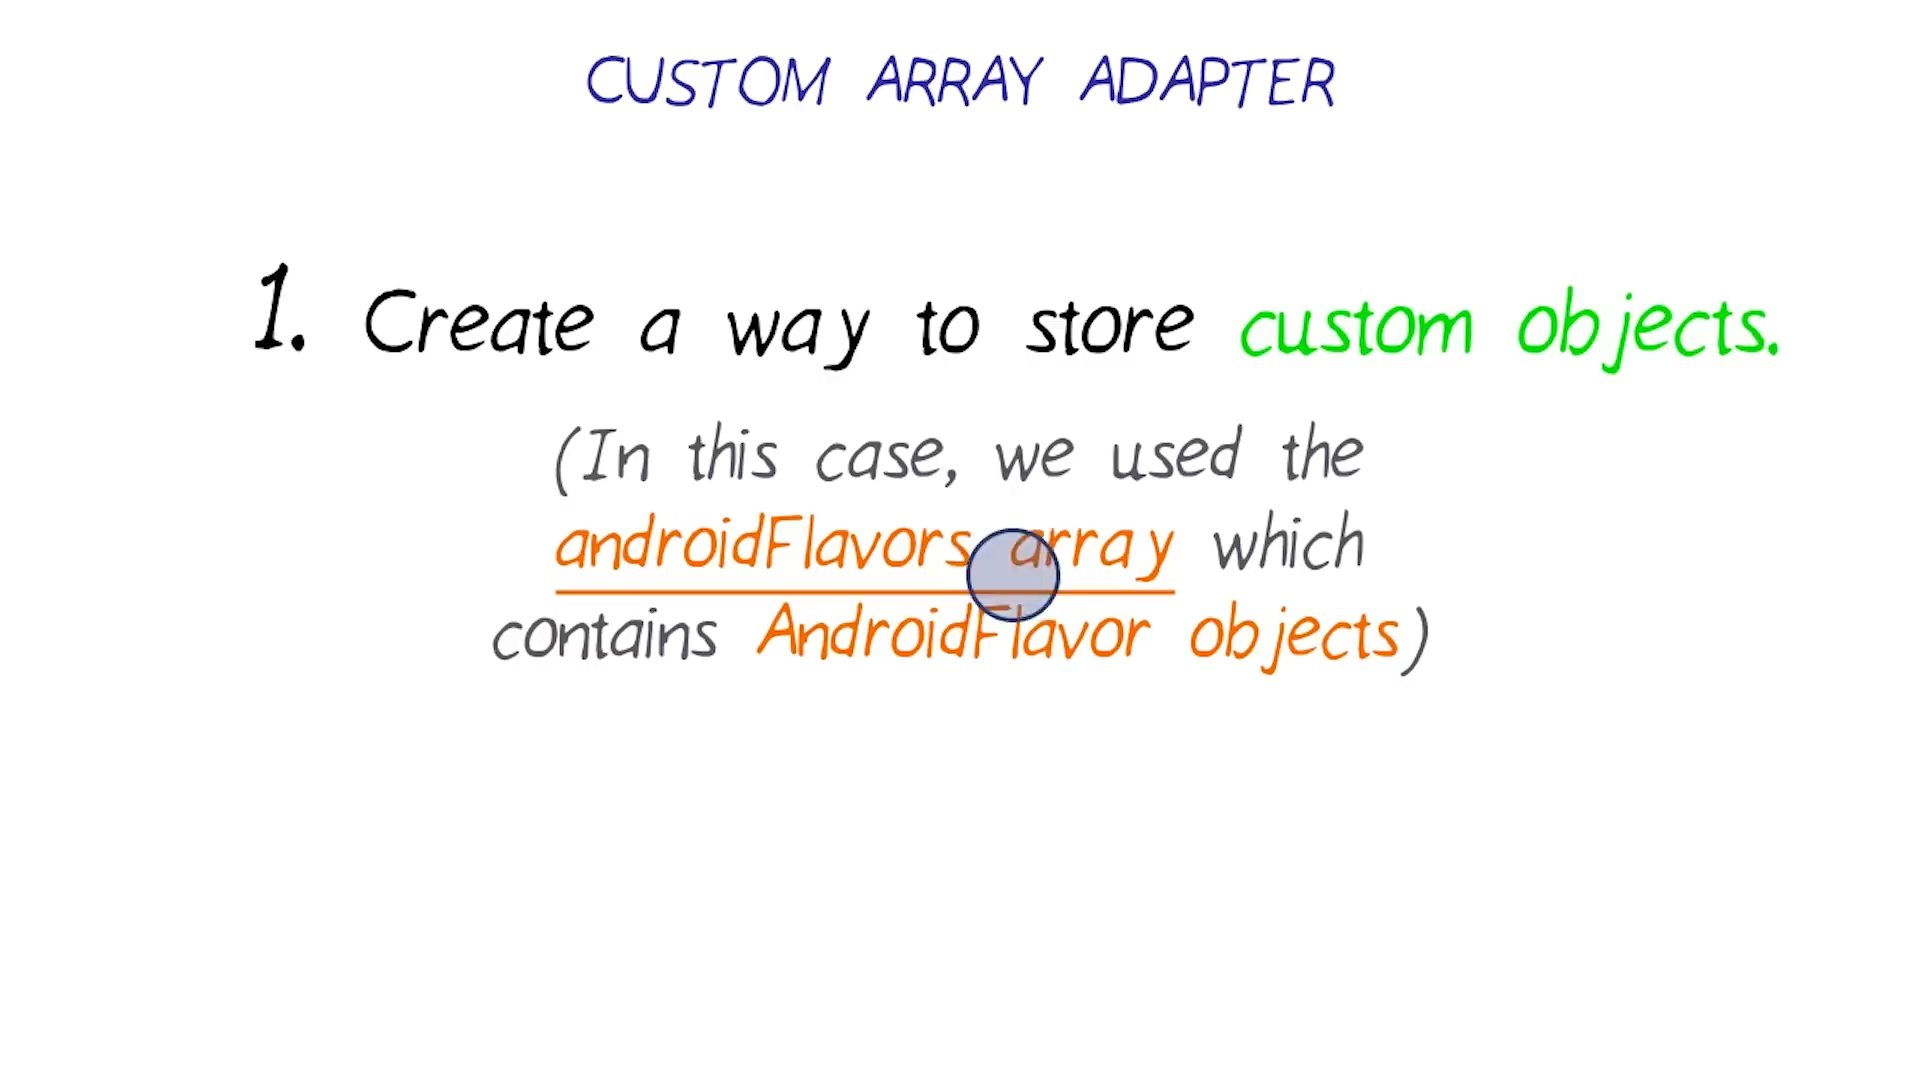 CUSTOM ARRAY ADAPTER
1. Create a way to store custom objects.
(In this case, we used the
androidFlavors array which
contains AndroidFlavor objects)